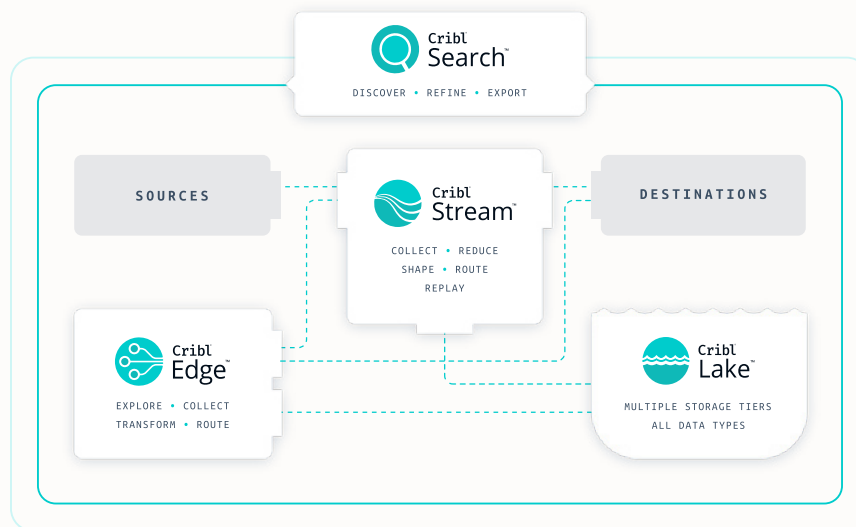 Cribl
Search™
DISCOVER • REFINE • EXPORT
SOURCES
Cribl
Stream™
COLLECT • REDUCE
SHAPE • ROUTE
REPLAY
DESTINATIONS
Cribl
Edge™
EXPLORE • COLLECT
TRANSFORM • ROUTE
Cribl
Lake™
MULTIPLE STORAGE TIERS
ALL DATA TYPES